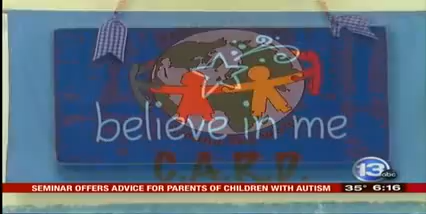 believe in me
C.A.R.D.
13 abc
SEMINAR OFFERS ADVICE FOR PARENTS OF CHILDREN WITH AUTISM 35° 6:16